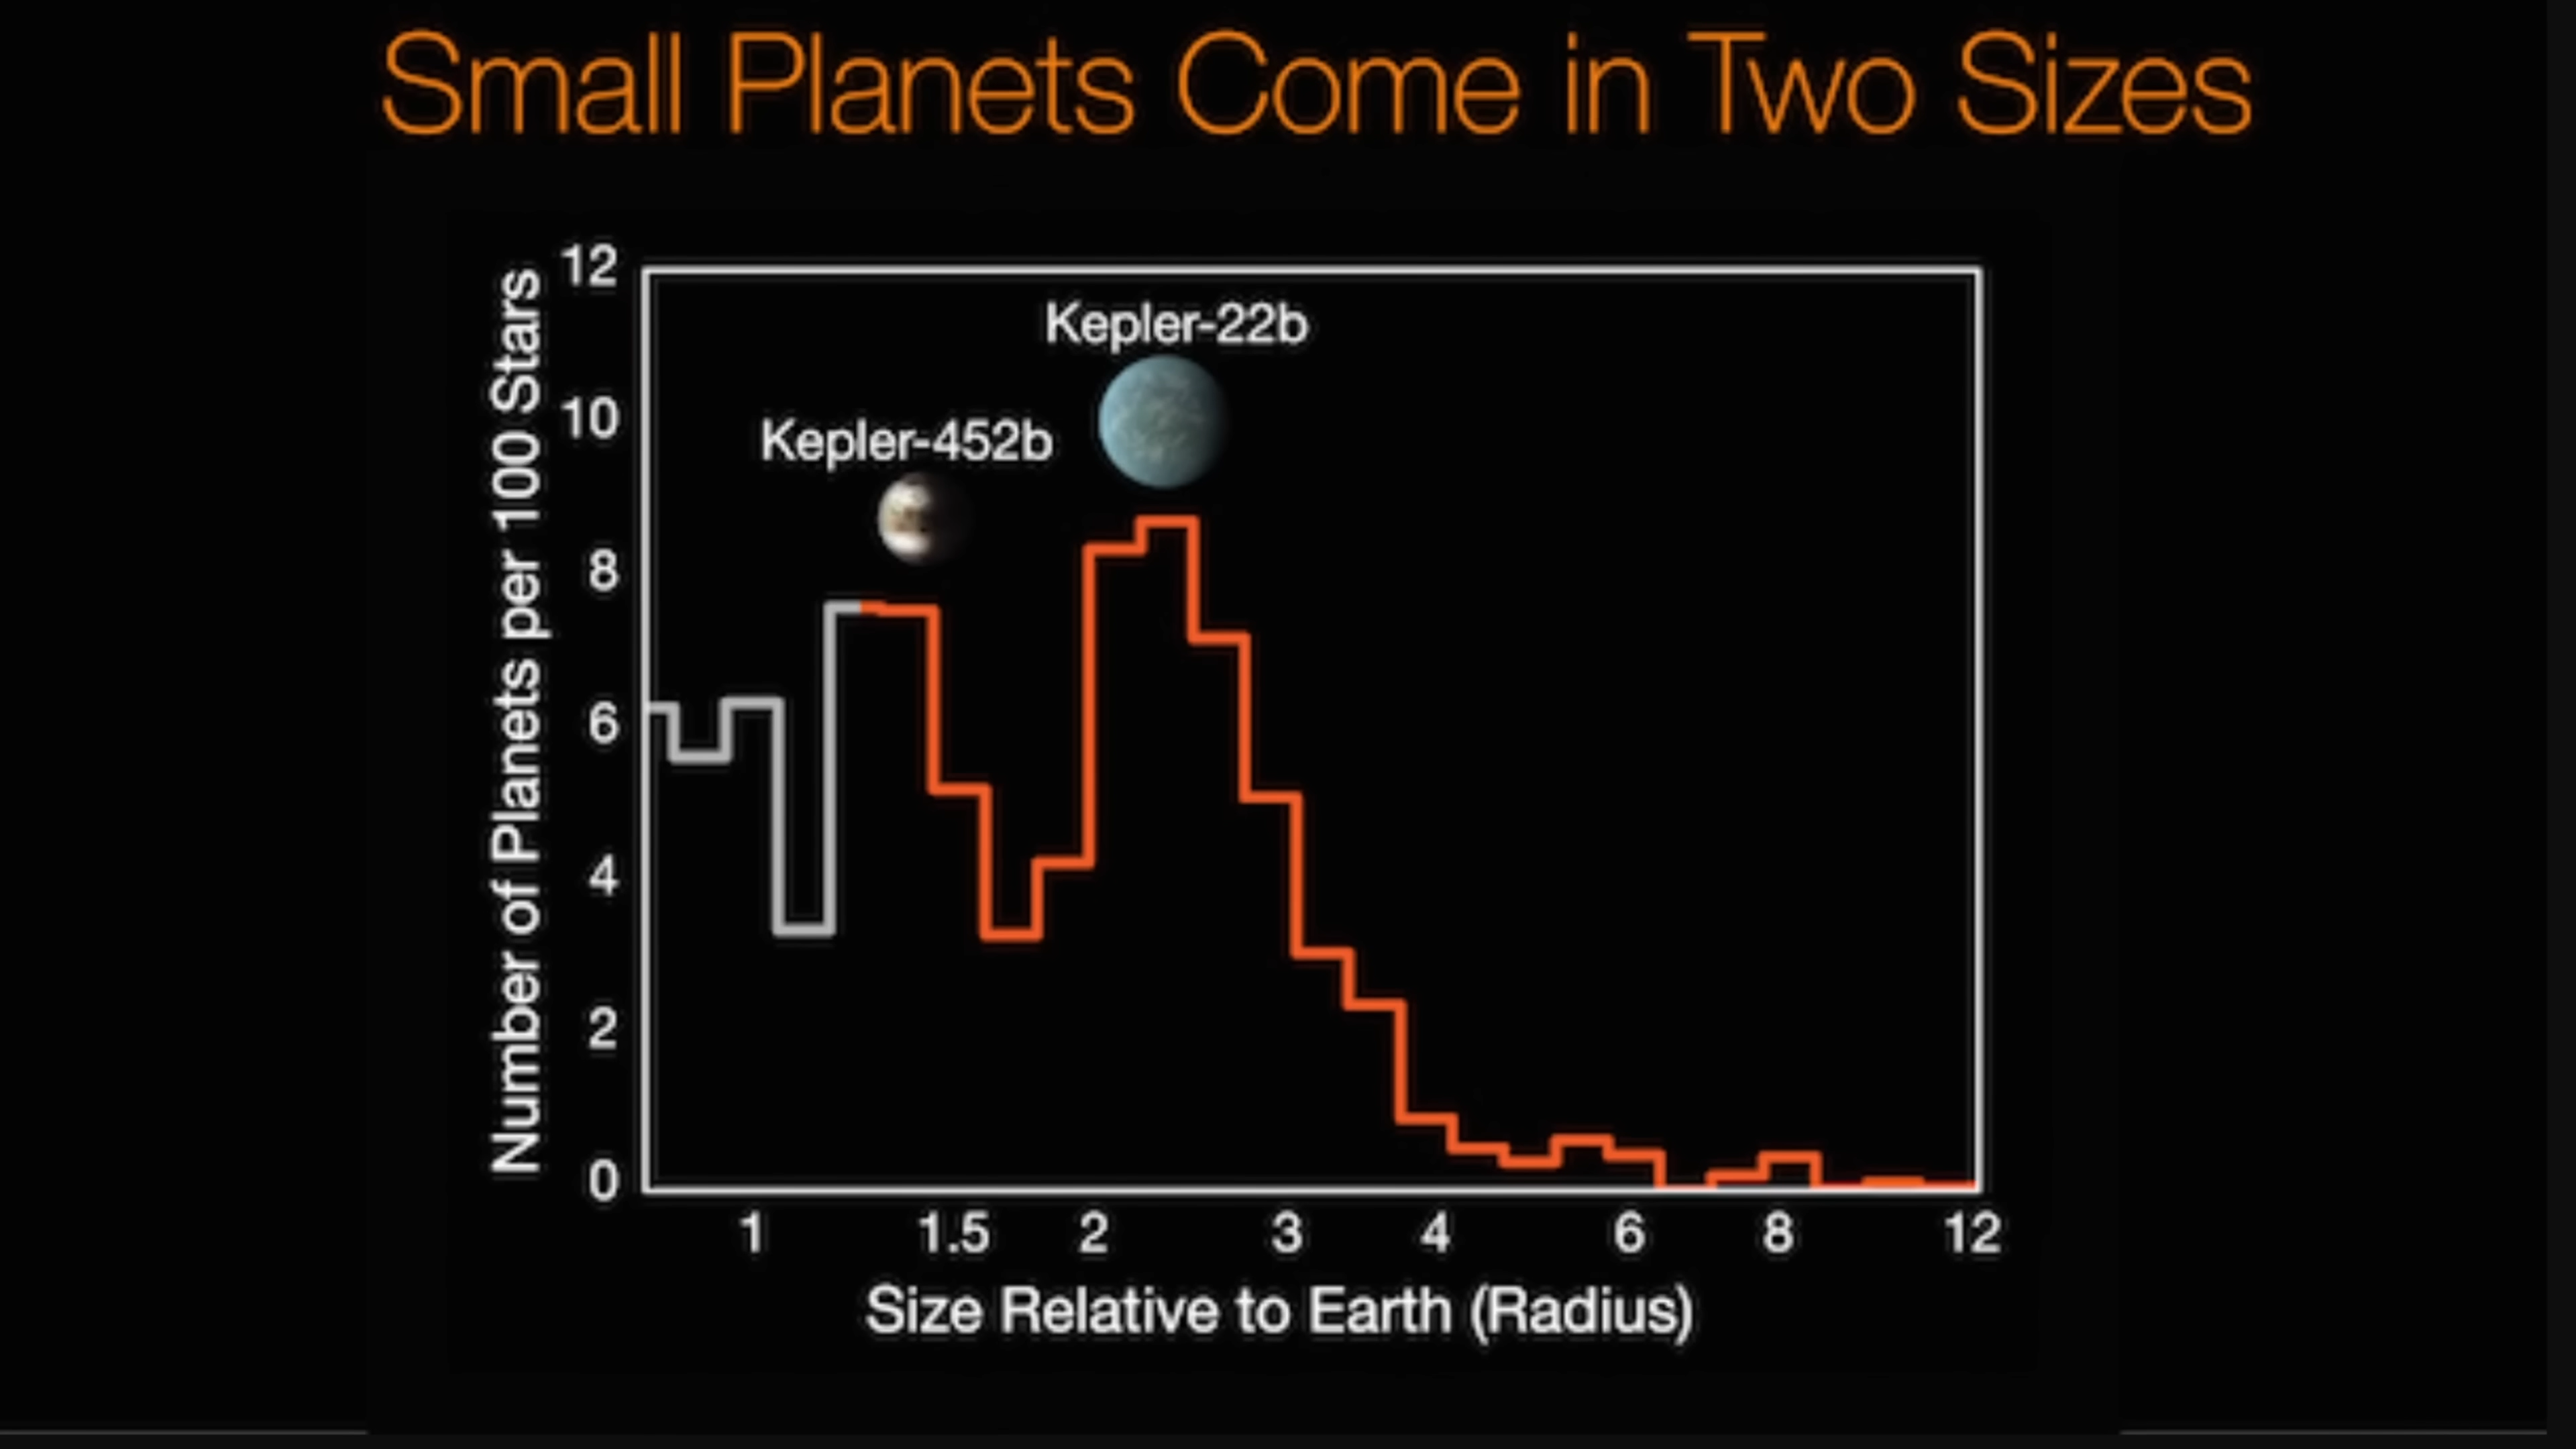 Small Planets Come in Two Sizes
Number of Planets per 100 Stars
12
10
8
6
4
2
0
Kepler-22b
Kepler-452b
1 1.5 2 3 4 6 8 12
Size Relative to Earth (Radius)